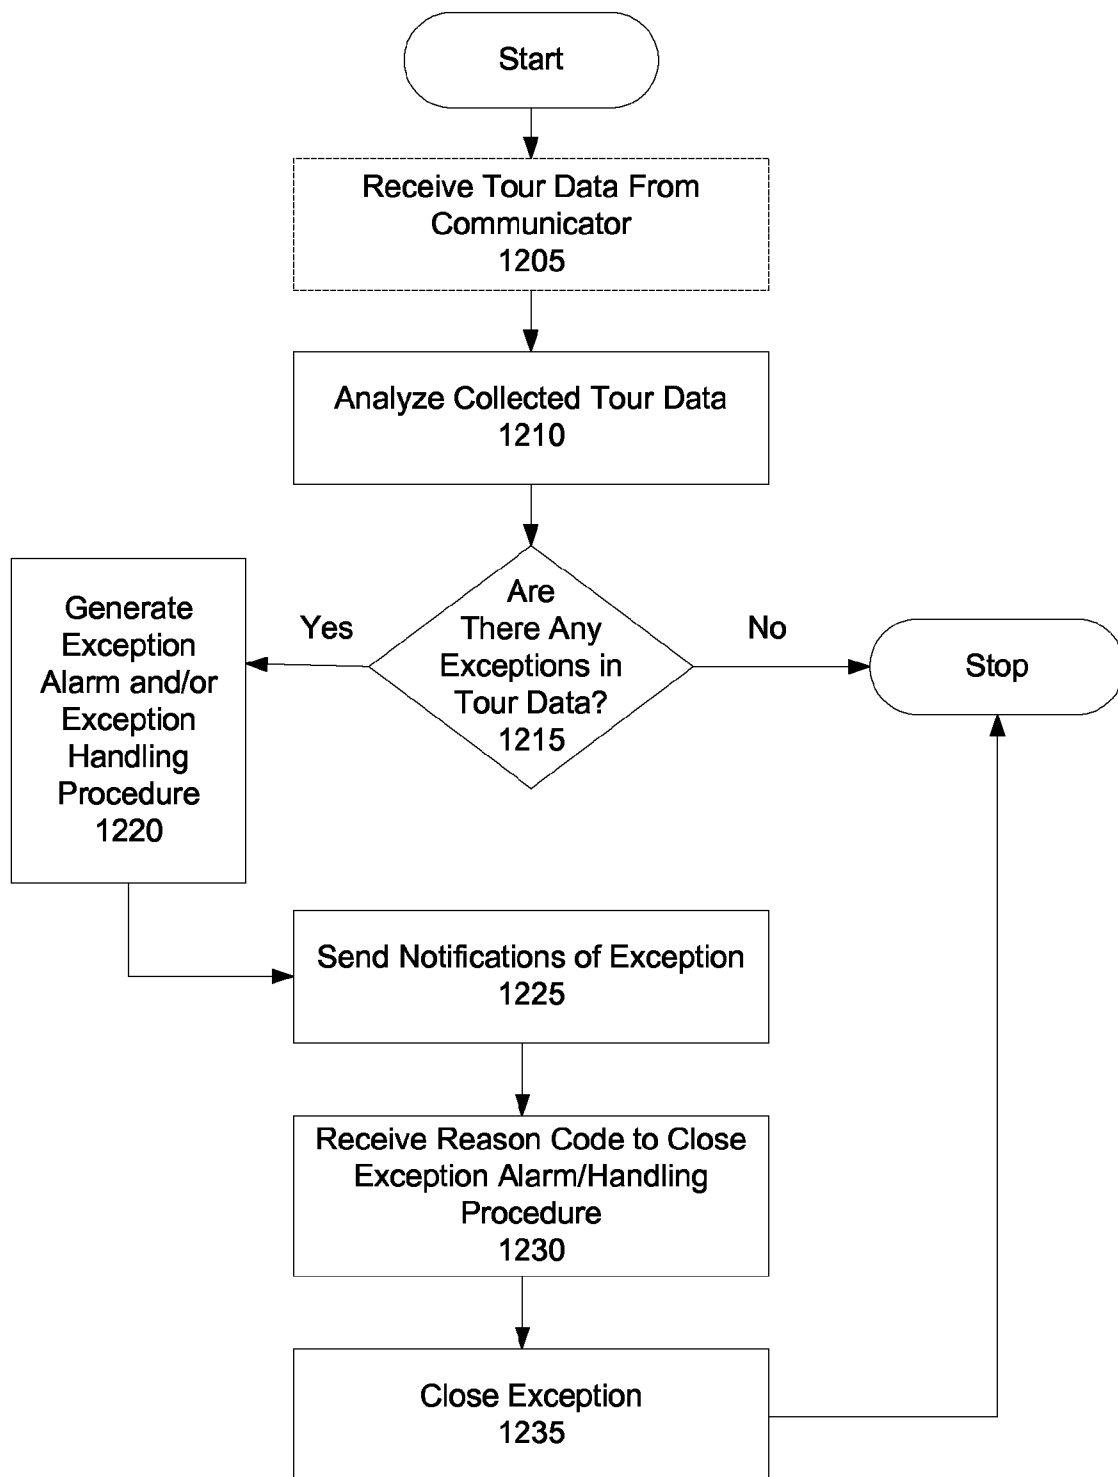 Start
Receive Tour Data From
Communicator
1205
Analyze Collected Tour Data
1210
Are
There Any
Exceptions in
Tour Data?
1215
Yes
No
Generate
Exception
Alarm and/or
Exception
Handling
Procedure
1220
Stop
Send Notifications of Exception
1225
Receive Reason Code to Close
Exception Alarm/Handling
Procedure
1230
Close Exception
1235